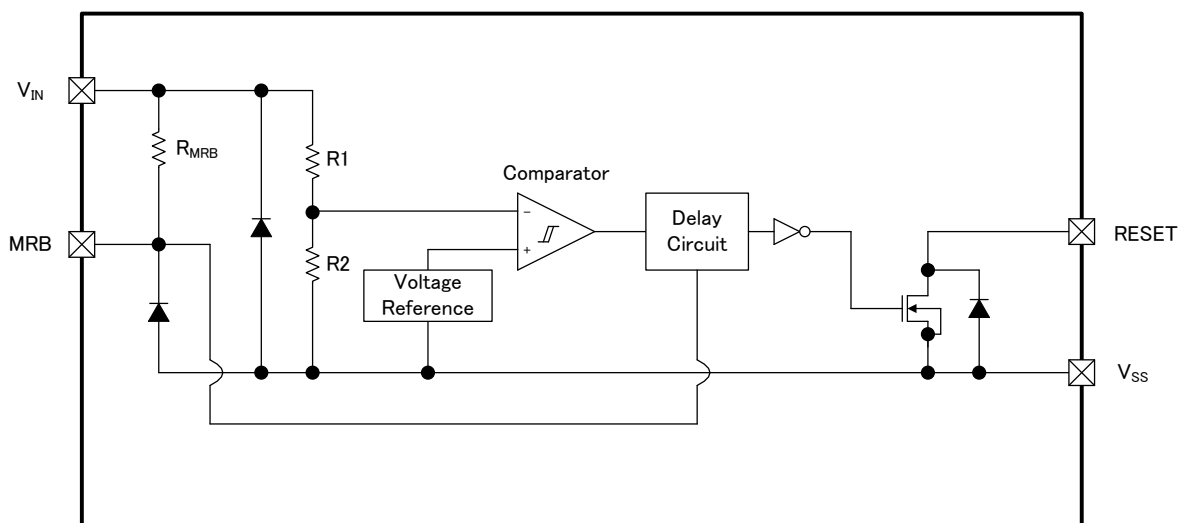 VIN
RMRB
R1
Comparator
−
+
Delay
Circuit
MRB
RESET
R2
Voltage
Reference
VSS